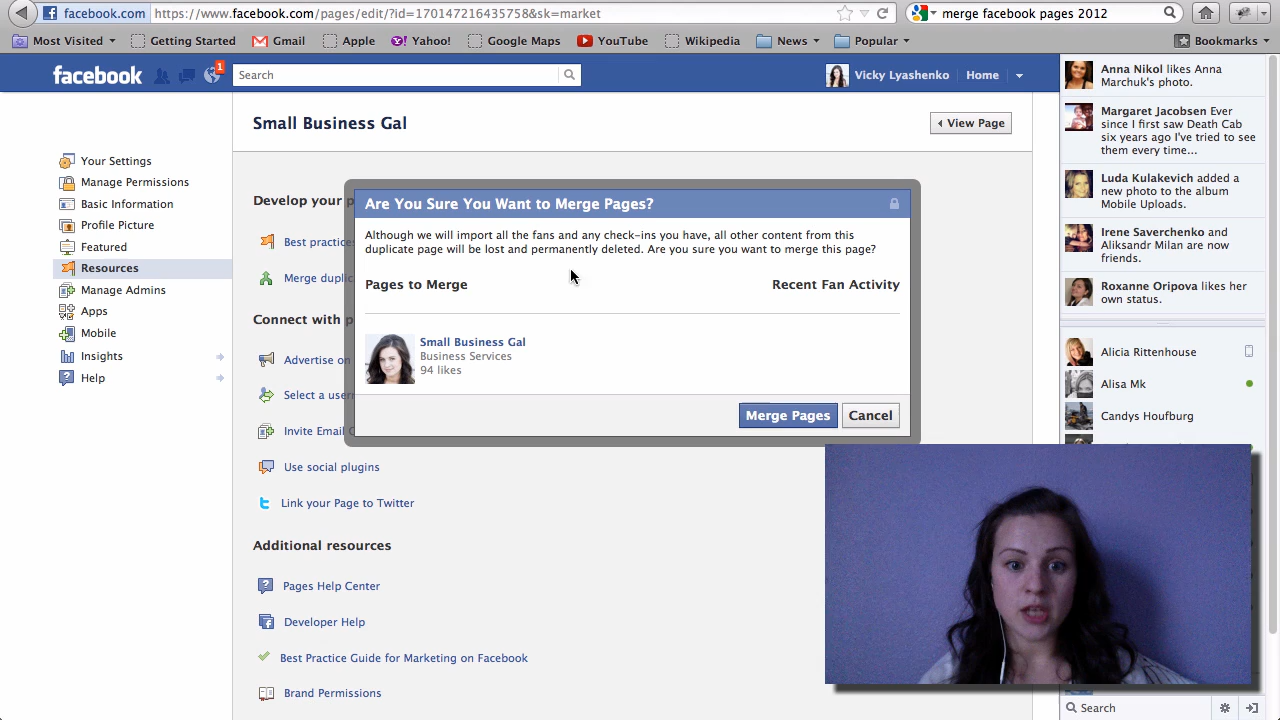 facebook.com
https://www.facebook.com/pages/edit/?id=170147216435758&sk=market
merge facebook pages 2012
Most Visited
Getting Star
Gmail
Apple
Yahoo!
Google Maps
YouTube
Wikipedia
News
Popular
Bookmarks
facebook
1
Search
Vicky Lyashenko
Home
Small Business Gal
View Page
Your Settings
Manage Permissions
Basic Information
Profile Picture
Featured
Resources
Manage Admins
Apps
Mobile
Insights
Help
Develop your p
Best practice
Merge duplic
Connect with p
Advertise on
Select a user
Invite Email C
Use social plugins
Link your Page to Twitter
Additional resources
Pages Help Center
Developer Help
Best Practice Guide for Marketing on Facebook
Brand Permissions
Are You Sure You Want to Merge Pages?
Although we will import all the fans and any check-ins you have, all other content from this
duplicate page will be lost and permanently deleted. Are you sure you want to merge this page?
Pages to Merge
Recent Fan Activity
Small Business Gal
Business Services
94 likes
Merge Pages
Cancel
Anna Nikol likes Anna
Marchuk's photo.
Margaret Jacobsen Ever
since I first saw Death Cab
six years ago I've tried to see
them every time...
Luda Kulakevich added a
new photo to the album
Mobile Uploads.
Irene Saverchenko and
Aliksandr Milan are now
friends.
Roxanne Oripova likes her
own status.
Alicia Rittenhouse
Alisa Mk
Candys Houfburg
Search